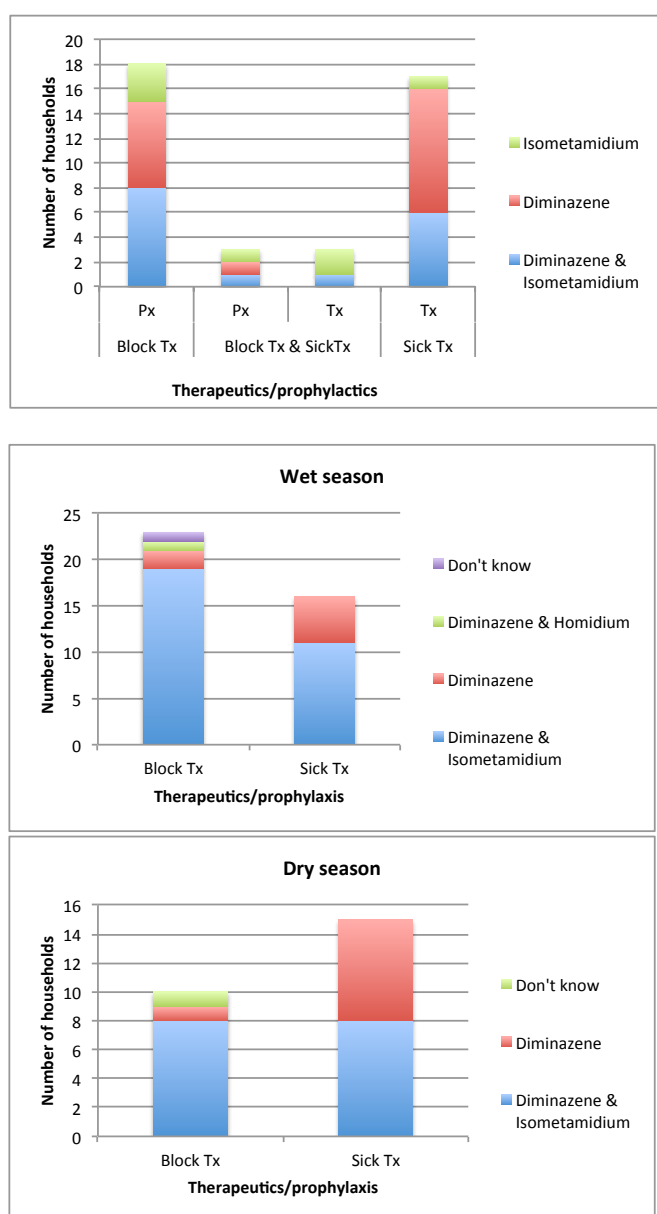 20
18
16
14
12
10
8
6
4
2
0
Number of households
Px
Px
Tx
Tx
Block Tx
Block Tx & SickTx
Sick Tx
Therapeutics/prophylactics
Isometamidium
Diminazene
Diminazene &
Isometamidium
Wet season
25
20
15
10
5
0
Number of households
Block Tx
Sick Tx
Therapeutics/prophylaxis
Don't know
Diminazene & Homidium
Diminazene
Diminazene &
Isometamidium
Dry season
16
14
12
10
8
6
4
2
0
Number of households
Block Tx
Sick Tx
Therapeutics/prophylaxis
Don't know
Diminazene
Diminazene &
Isometamidium